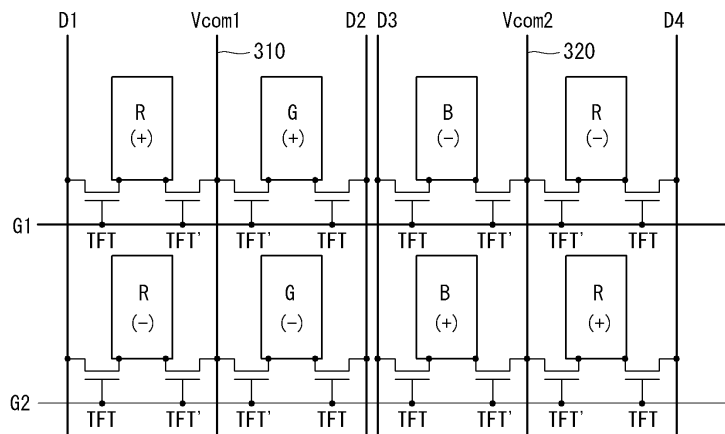 D1 Vcom1 D2 D3 Vcom2 D4
310 320
R G B R
(+) (+) (−) (−)
G1
TFT TFT' TFT' TFT TFT TFT' TFT' TFT
R G B R
(−) (−) (+) (+)
G2
TFT TFT' TFT' TFT TFT TFT' TFT' TFT